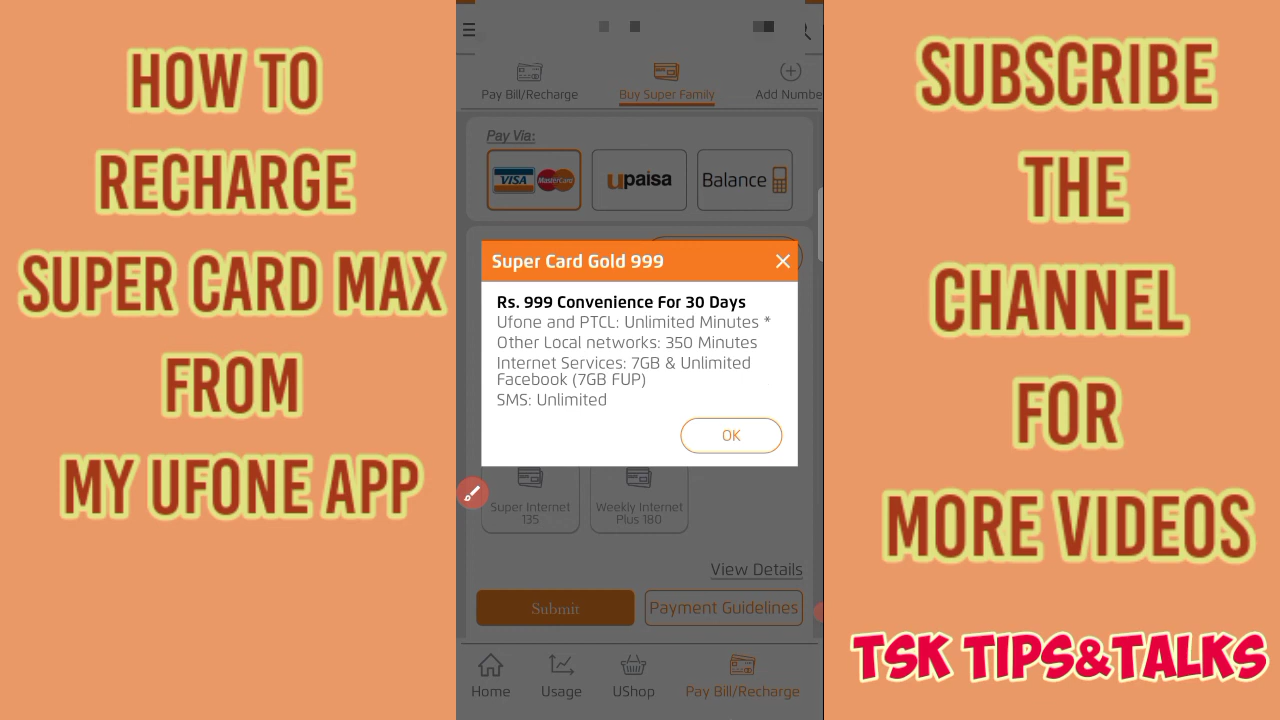 HOW TO
RECHARGE
SUPER CARD MAX
FROM
MY UFONE APP
Pay Bill/Recharge
Buy Super Family
Add Numbe
Pay Via:
VISA
MasterCard
upaisa
Balance
Super Card Gold 999
Rs. 999 Convenience For 30 Days
Ufone and PTCL: Unlimited Minutes *
Other Local networks: 350 Minutes
Internet Services: 7GB & Unlimited
Facebook (7GB FUP)
SMS: Unlimited
OK
Super Internet
135
Weekly Internet
Plus 180
View Details
Submit
Payment Guidelines
Home
Usage
UShop
Pay Bill/Recharge
SUBSCRIBE
THE
CHANNEL
FOR
MORE VIDEOS
TSK TIPS&TALKS